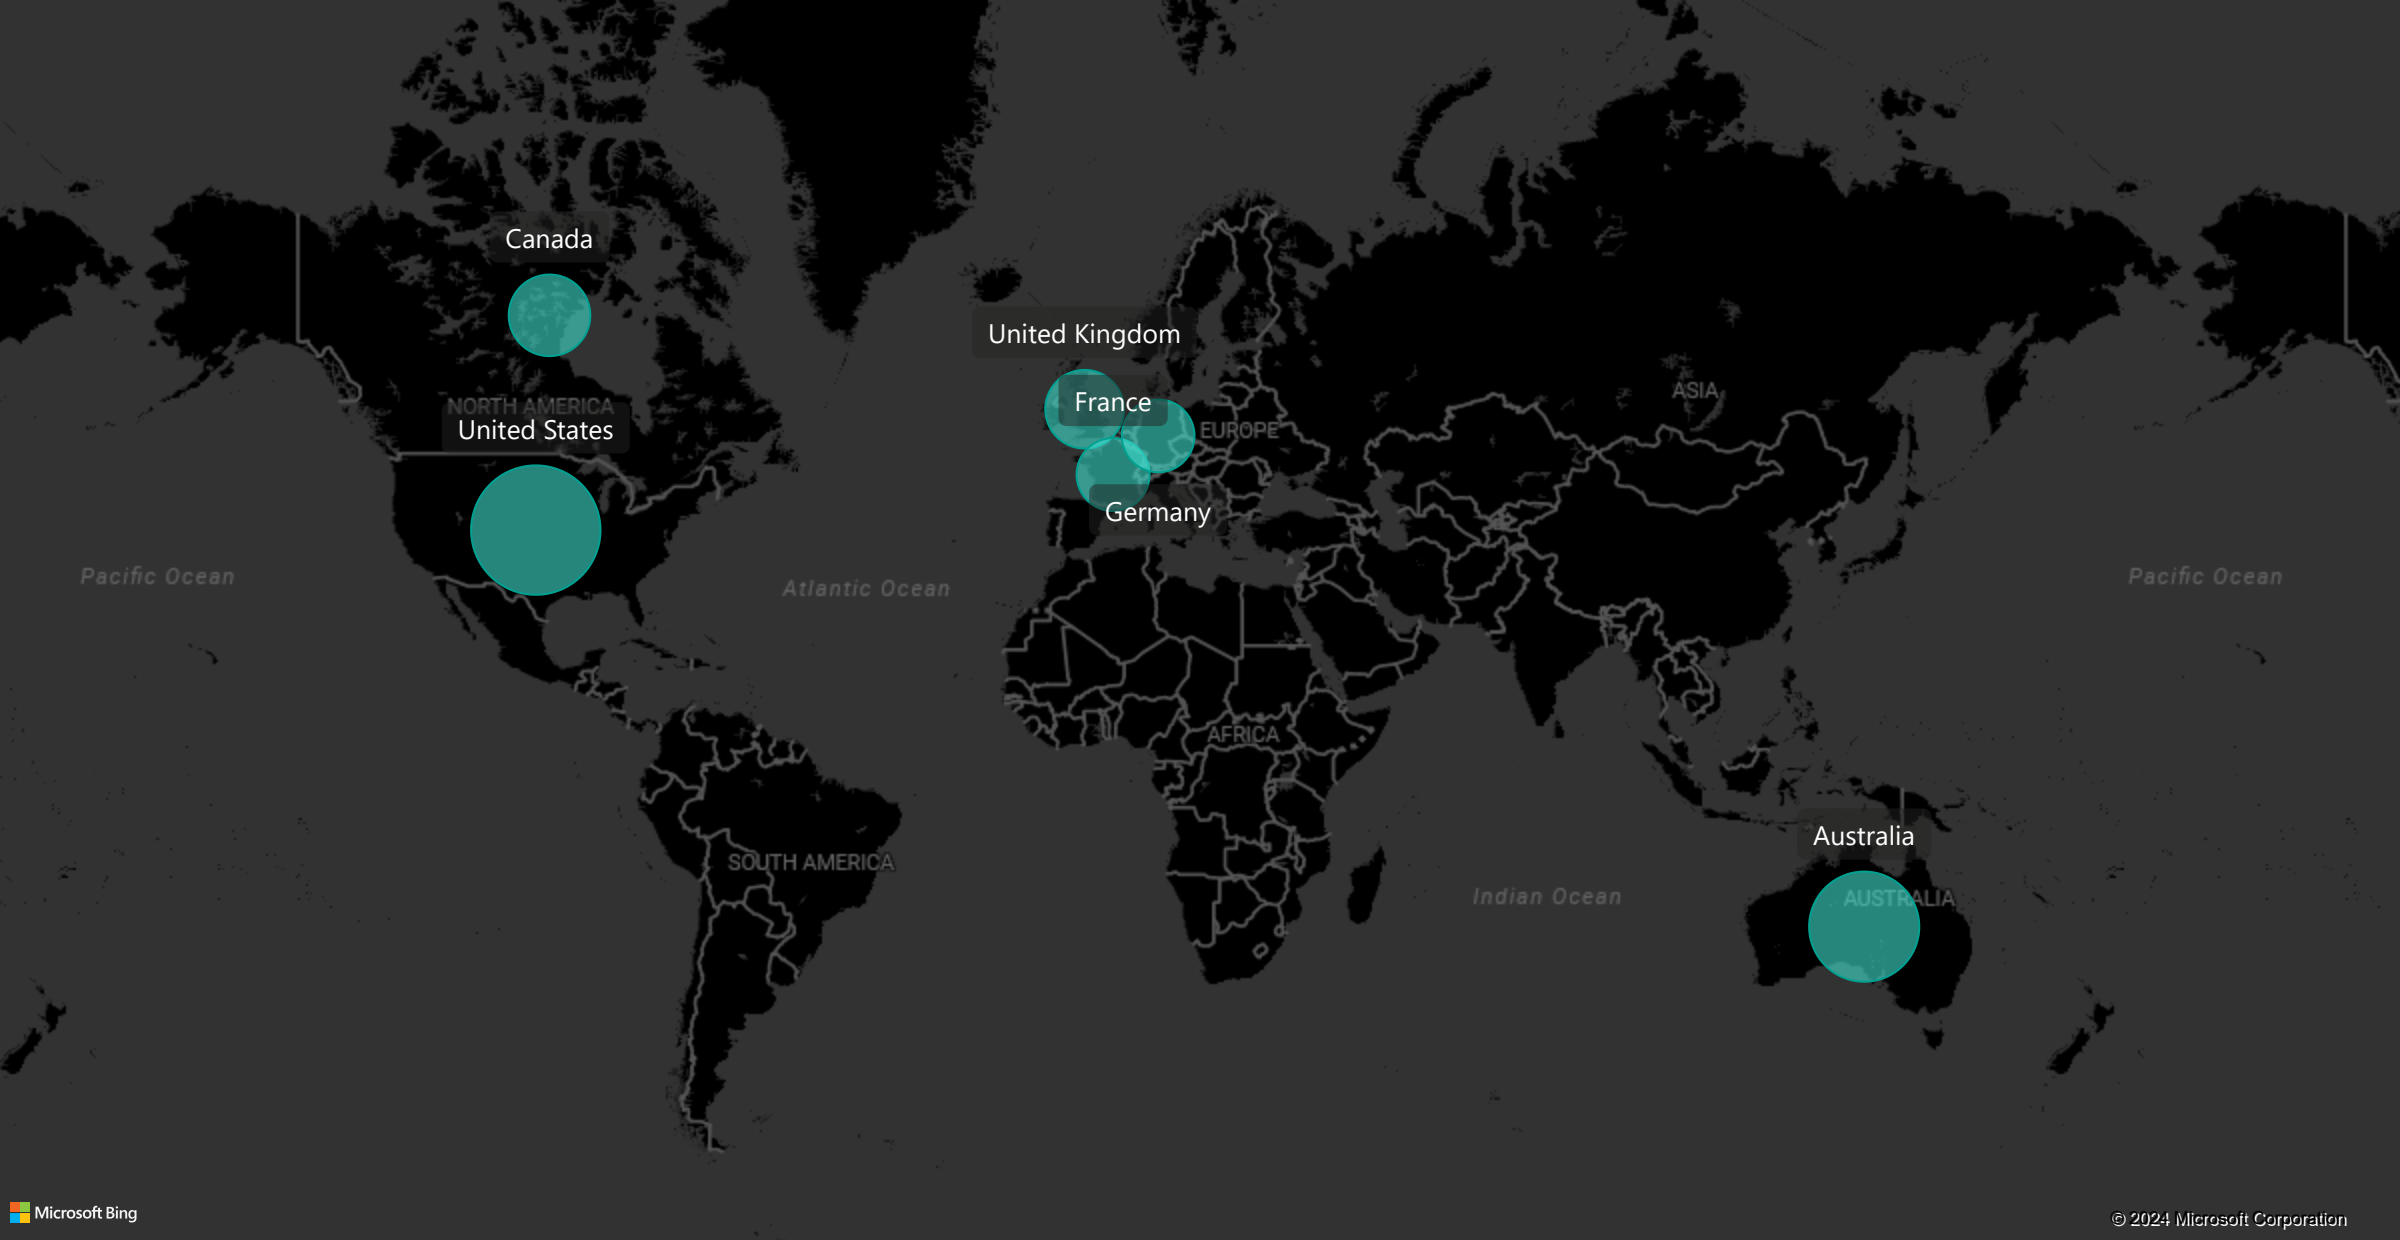 Canada
United Kingdom
ASIA
France
NORTH AMERICA
United States
EUROPE
Germany
Pacific Ocean
Atlantic Ocean
Pacific Ocean
AFRICA
Australia
SOUTH AMERICA
Indian Ocean
AUSTRALIA
Microsoft Bing
© 2024 Microsoft Corporation